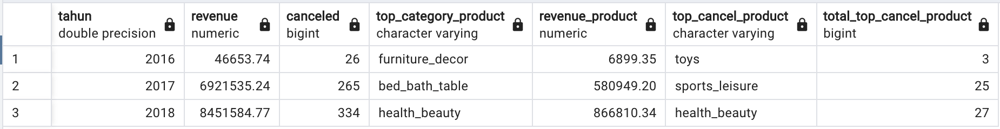 tahun revenue canceled top_category_product revenue_product top_cancel_product total_top_cancel_product
double precision numeric bigint character varying numeric character varying bigint
1 2016 46653.74 26 furniture_decor 6899.35 toys 3
2 2017 6921535.24 265 bed_bath_table 580949.20 sports_leisure 25
3 2018 8451584.77 334 health_beauty 866810.34 health_beauty 27